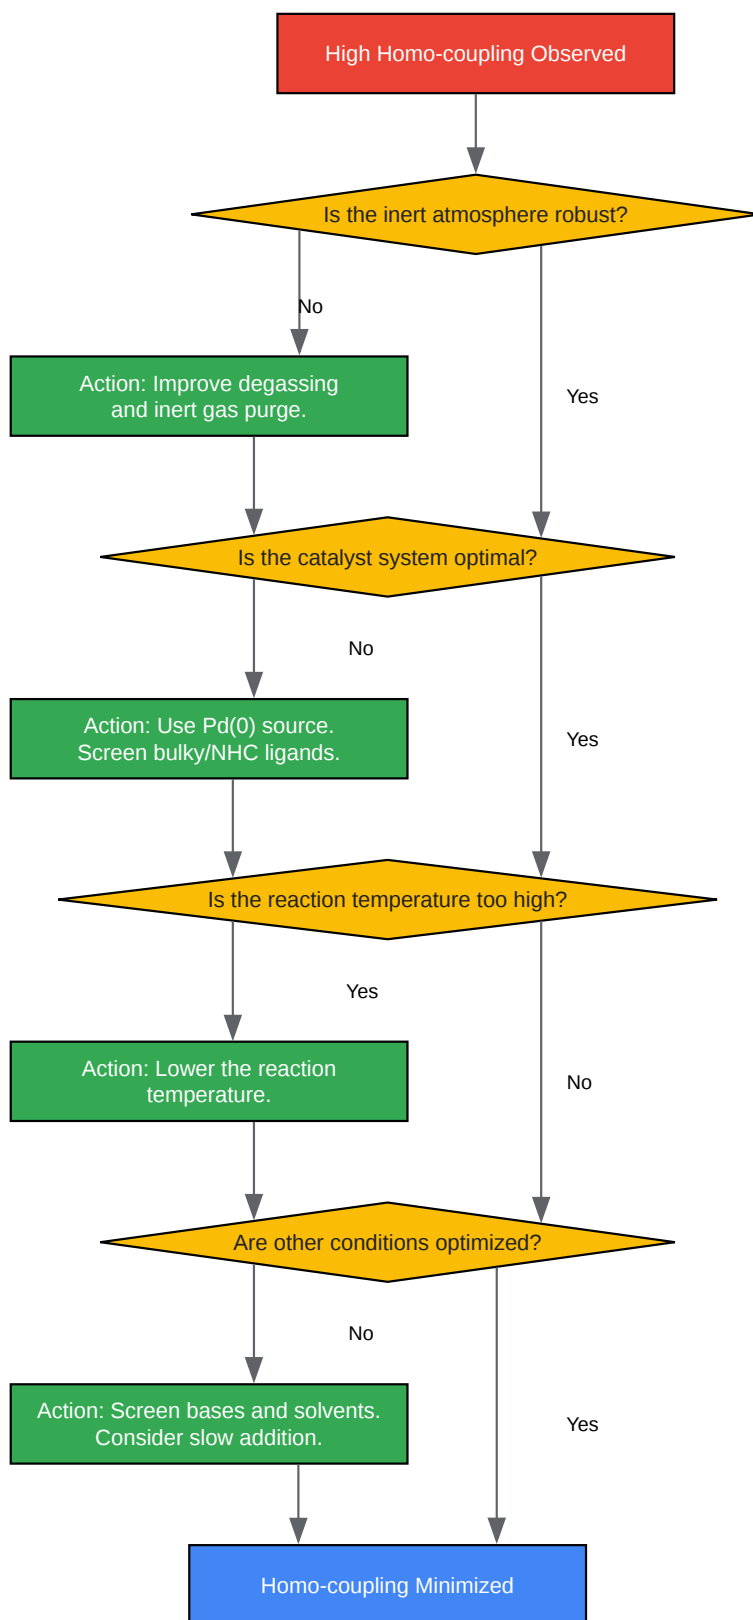 High Homo-coupling Observed
Is the inert atmosphere robust?
No
Action: Improve degassing
and inert gas purge.
Yes
Is the catalyst system optimal?
No
Action: Use Pd(0) source.
Screen bulky/NHC ligands.
Yes
Is the reaction temperature too high?
Yes
Action: Lower the reaction
temperature.
No
Are other conditions optimized?
No
Action: Screen bases and solvents.
Consider slow addition.
Yes
Homo-coupling Minimized